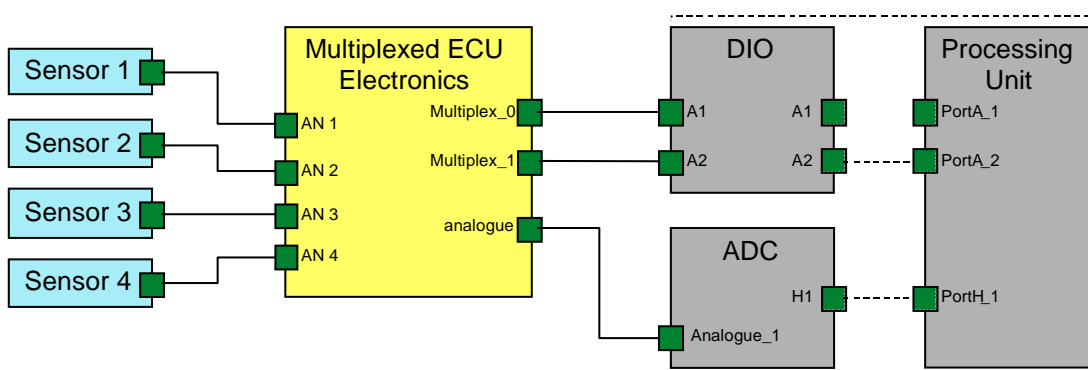 Sensor 1
Sensor 2
Sensor 3
Sensor 4
Multiplexed ECU
Electronics
AN 1
AN 2
AN 3
AN 4
Multiplex_0
Multiplex_1
analogue
DIO
A1
A2
A1
A2
ADC
H1
Analogue_1
Processing
Unit
PortA_1
PortA_2
PortH_1